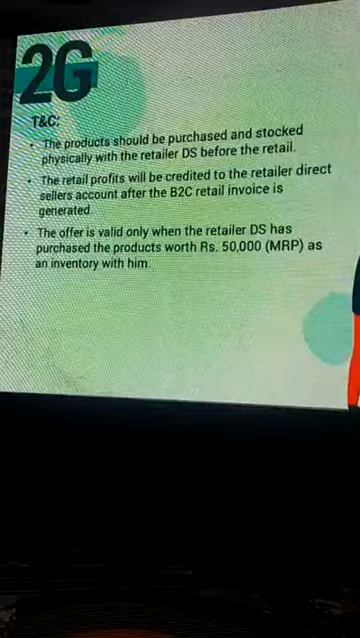 2G
T&C:
• The products should be purchased and stocked
physically with the retailer DS before the retail.
• The retail profits will be credited to the retailer direct
sellers account after the B2C retail invoice is
generated.
• The offer is valid only when the retailer DS has
purchased the products worth Rs. 50,000 (MRP) as
an inventory with him.